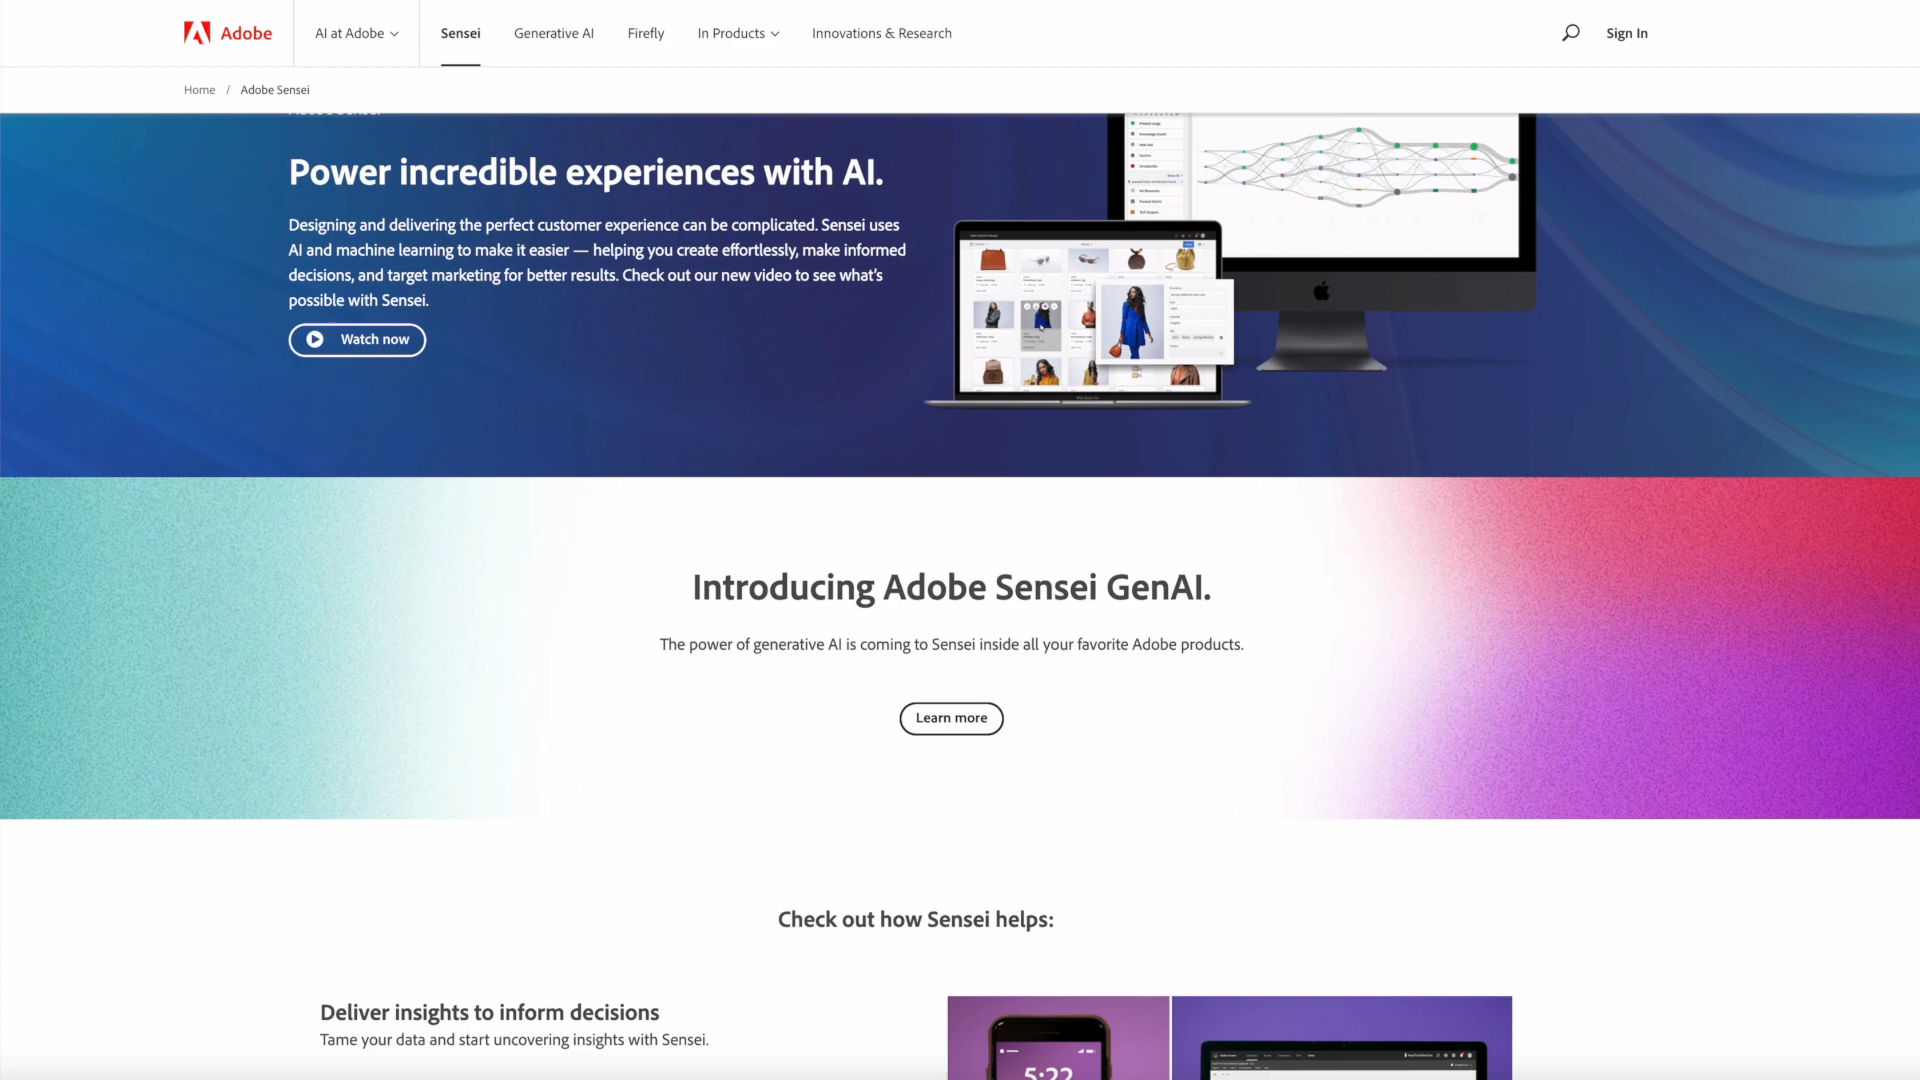 Adobe
AI at Adobe
Sensei
Generative AI
Firefly
In Products
Innovations & Research
Sign In
Home / Adobe Sensei
Power incredible experiences with AI.
Designing and delivering the perfect customer experience can be complicated. Sensei uses
AI and machine learning to make it easier — helping you create effortlessly, make informed
decisions, and target marketing for better results. Check out our new video to see what's
possible with Sensei.
Watch now
Introducing Adobe Sensei GenAI.
The power of generative AI is coming to Sensei inside all your favorite Adobe products.
Learn more
Check out how Sensei helps:
Deliver insights to inform decisions
Tame your data and start uncovering insights with Sensei.
5:22